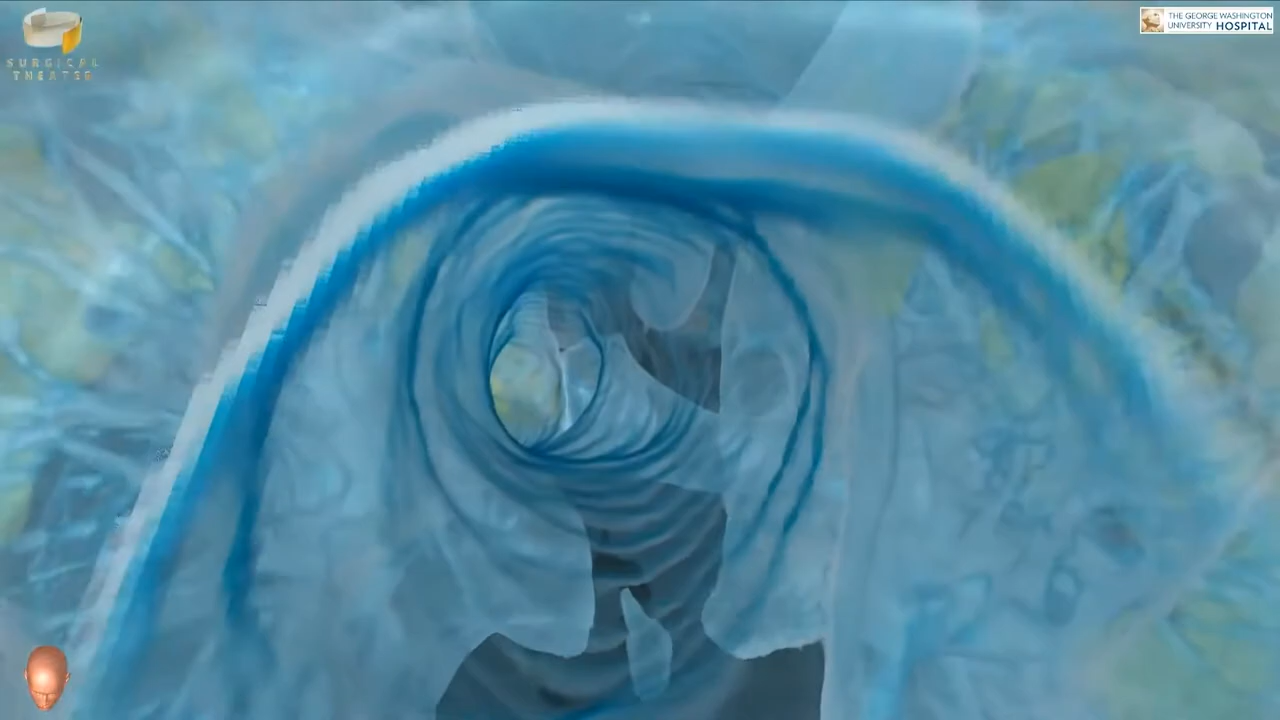 SURGICAL
THEATER
THE GEORGE WASHINGTON
UNIVERSITY HOSPITAL